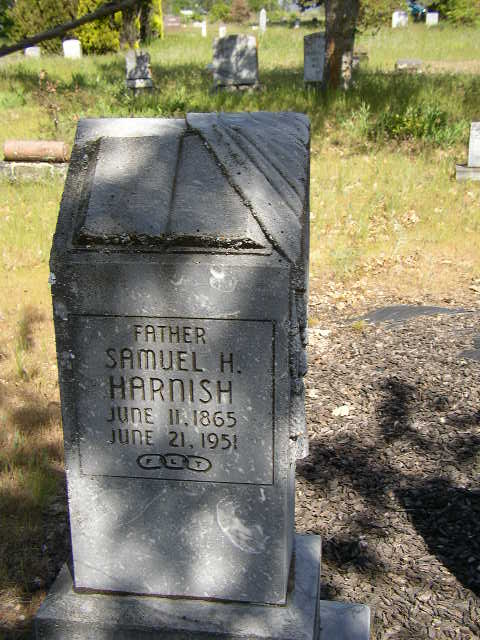 FATHER
SAMUEL H.
HARNISH
JUNE 11, 1865
JUNE 21, 1951
F L T